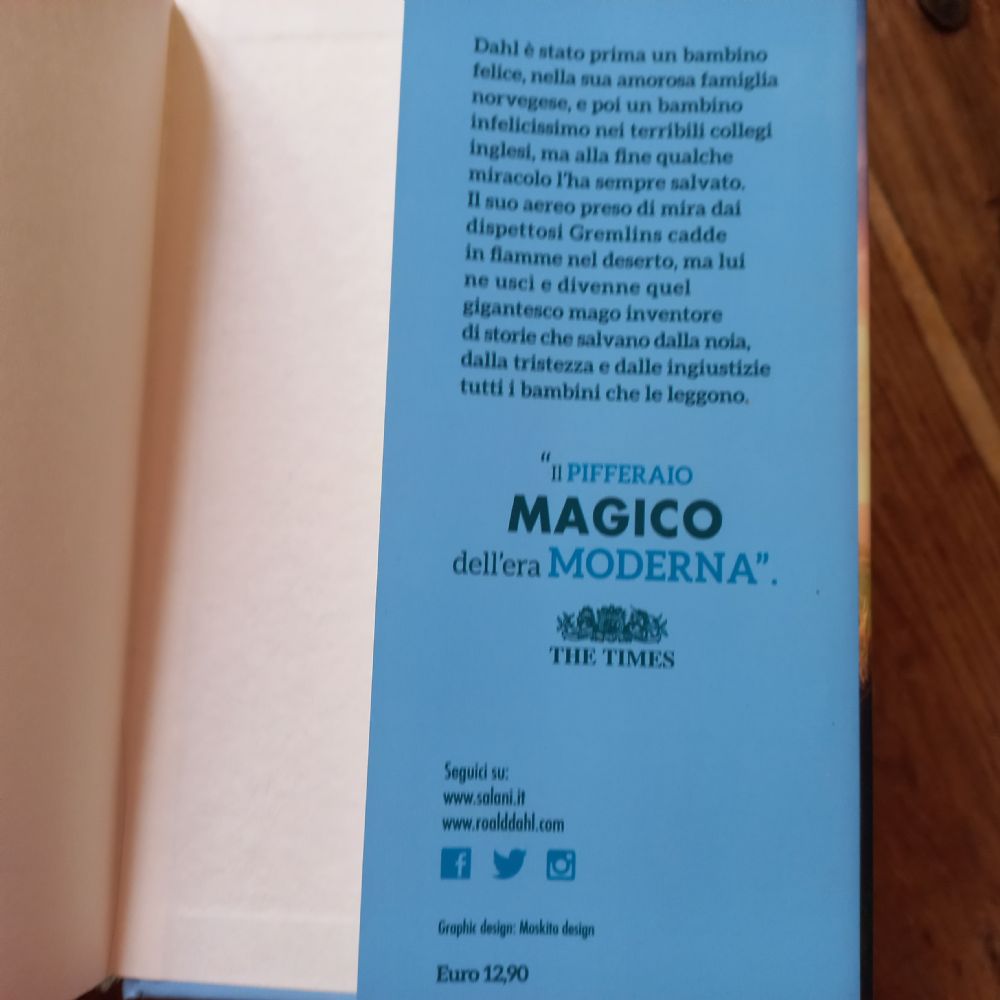 Dahl è stato prima un bambino
felice, nella sua amorosa famiglia
norvegese, e poi un bambino
infelicissimo nei terribili collegi
inglesi, ma alla fine qualche
miracolo l'ha sempre salvato.
Il suo aereo preso di mira dai
dispettosi Gremlins cadde
in fiamme nel deserto, ma lui
ne uscì e divenne quel
gigantesco mago inventore
di storie che salvano dalla noia,
dalla tristezza e dalle ingiustizie
tutti i bambini che le leggono.
“Il PIFFERAIO
MAGICO
dell'era MODERNA”.
THE TIMES
Seguici su:
www.salani.it
www.roalddahl.com
Graphic design: Moskito design
Euro 12,90